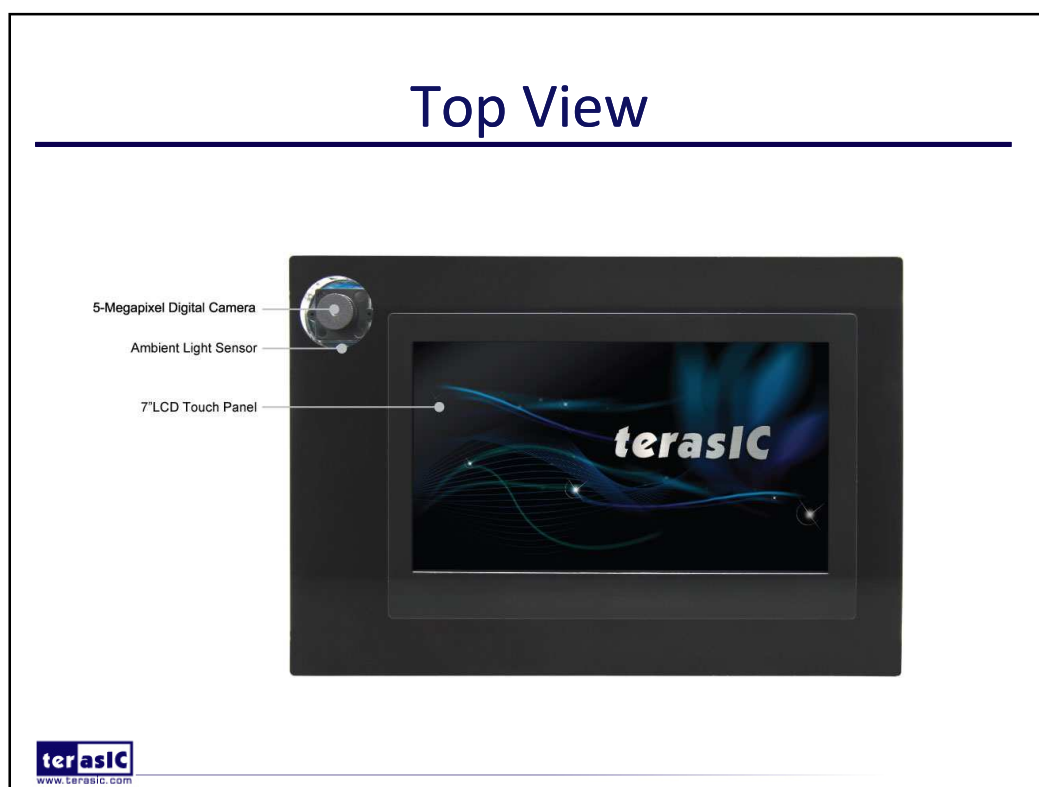 Top View
5-Megapixel Digital Camera
Ambient Light Sensor
7"LCD Touch Panel
terasIC
terasIC
www.terasic.com